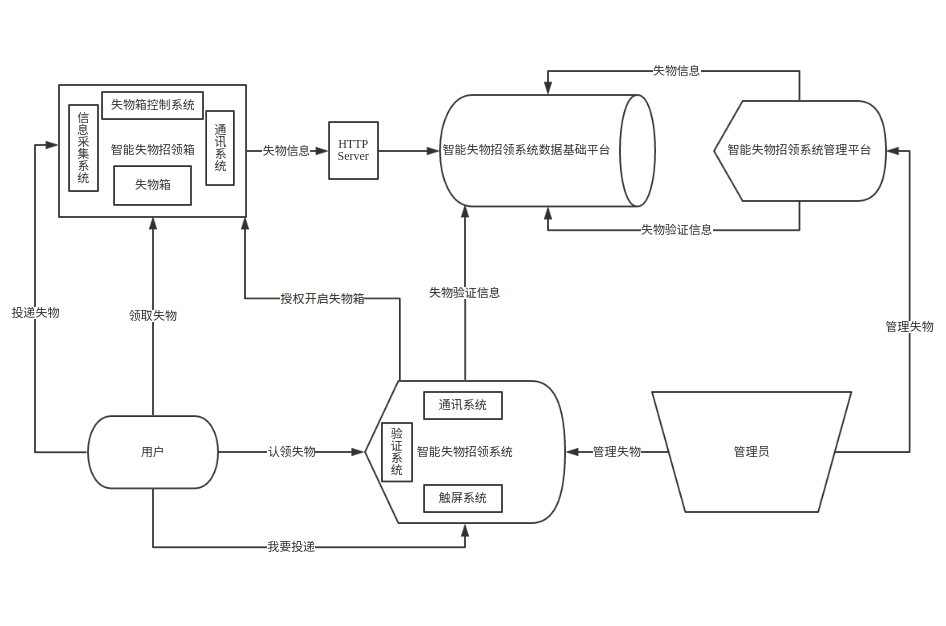 失物信息
失物箱控制系统
信息采集系统
通讯系统
智能失物招领箱
失物箱
失物信息
HTTP
Server
智能失物招领系统数据基础平台
智能失物招领系统管理平台
失物验证信息
授权开启失物箱
失物验证信息
投递失物
领取失物
管理失物
通讯系统
验证系统
智能失物招领系统
触屏系统
用户
认领失物
管理失物
管理员
我要投递